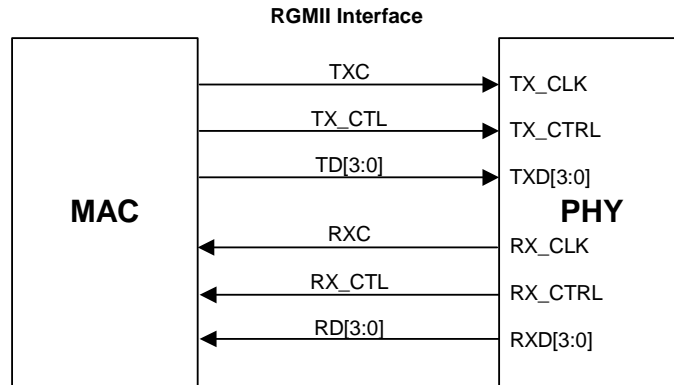 RGMII Interface
TXC
TX_CLK
TX_CTL
TX_CTRL
TD[3:0]
TXD[3:0]
MAC
PHY
RXC
RX_CLK
RX_CTL
RX_CTRL
RD[3:0]
RXD[3:0]